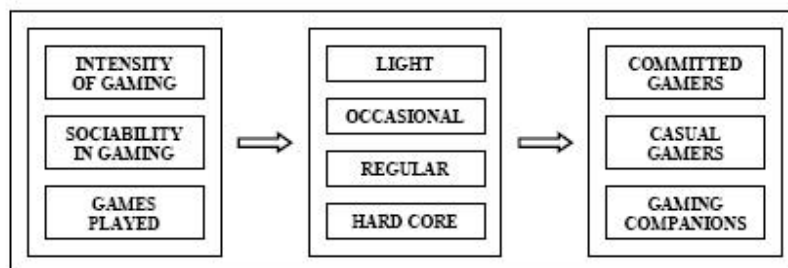 INTENSITY
OF GAMING
SOCIABILITY
IN GAMING
GAMES
PLAYED
LIGHT
OCCASIONAL
REGULAR
HARD CORE
COMMITTED
GAMERS
CASUAL
GAMERS
GAMING
COMPANIONS